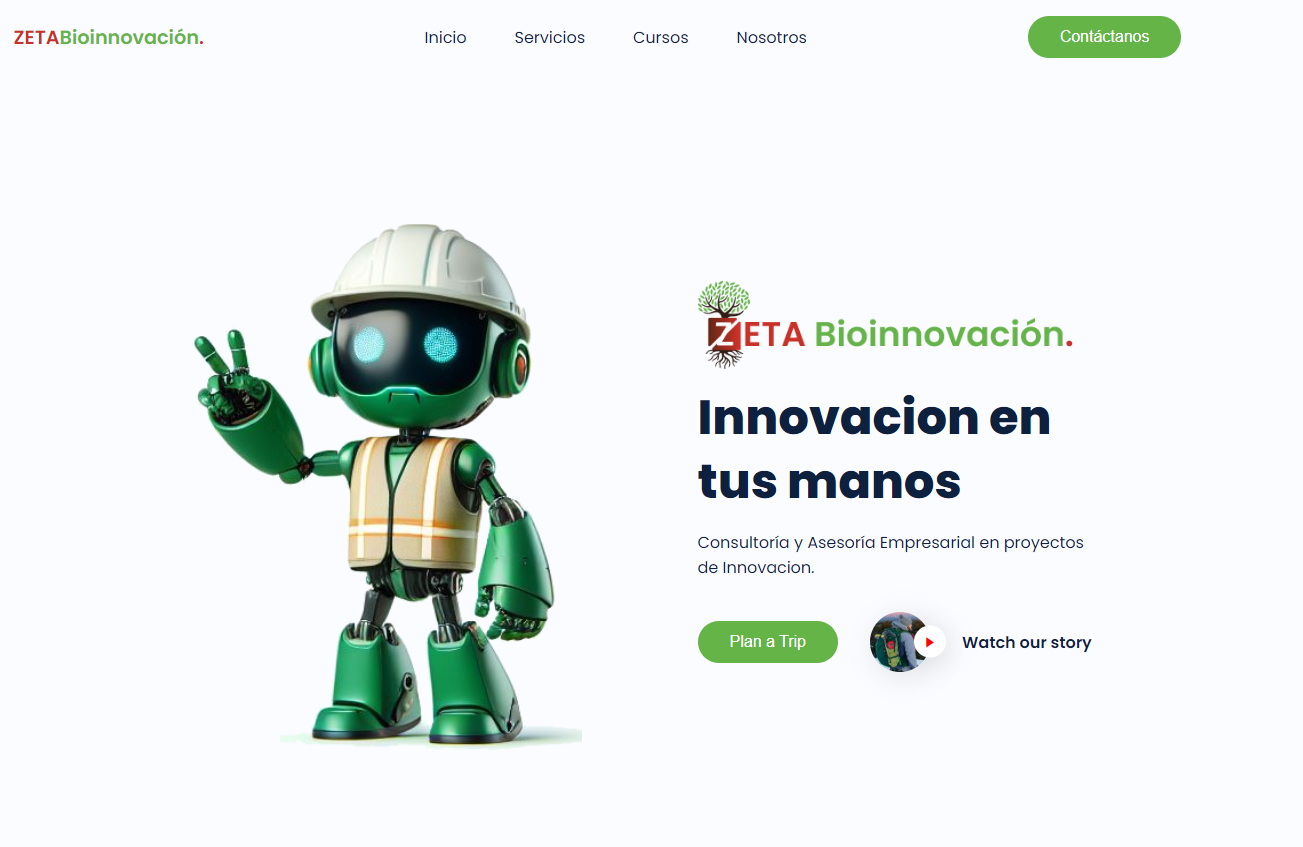 ZETABioinnovación.
Inicio
Servicios
Cursos
Nosotros
Contáctanos
ZETA Bioinnovación.
Innovacion en
tus manos
Consultoría y Asesoría Empresarial en proyectos
de Innovacion.
Plan a Trip
Watch our story